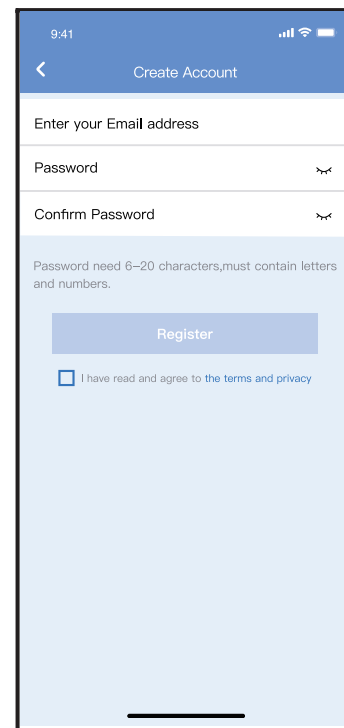 9:41
Create Account
Enter your Email address
Password
Confirm Password
Password need 6–20 characters,must contain letters
and numbers.
Register
I have read and agree to the terms and privacy